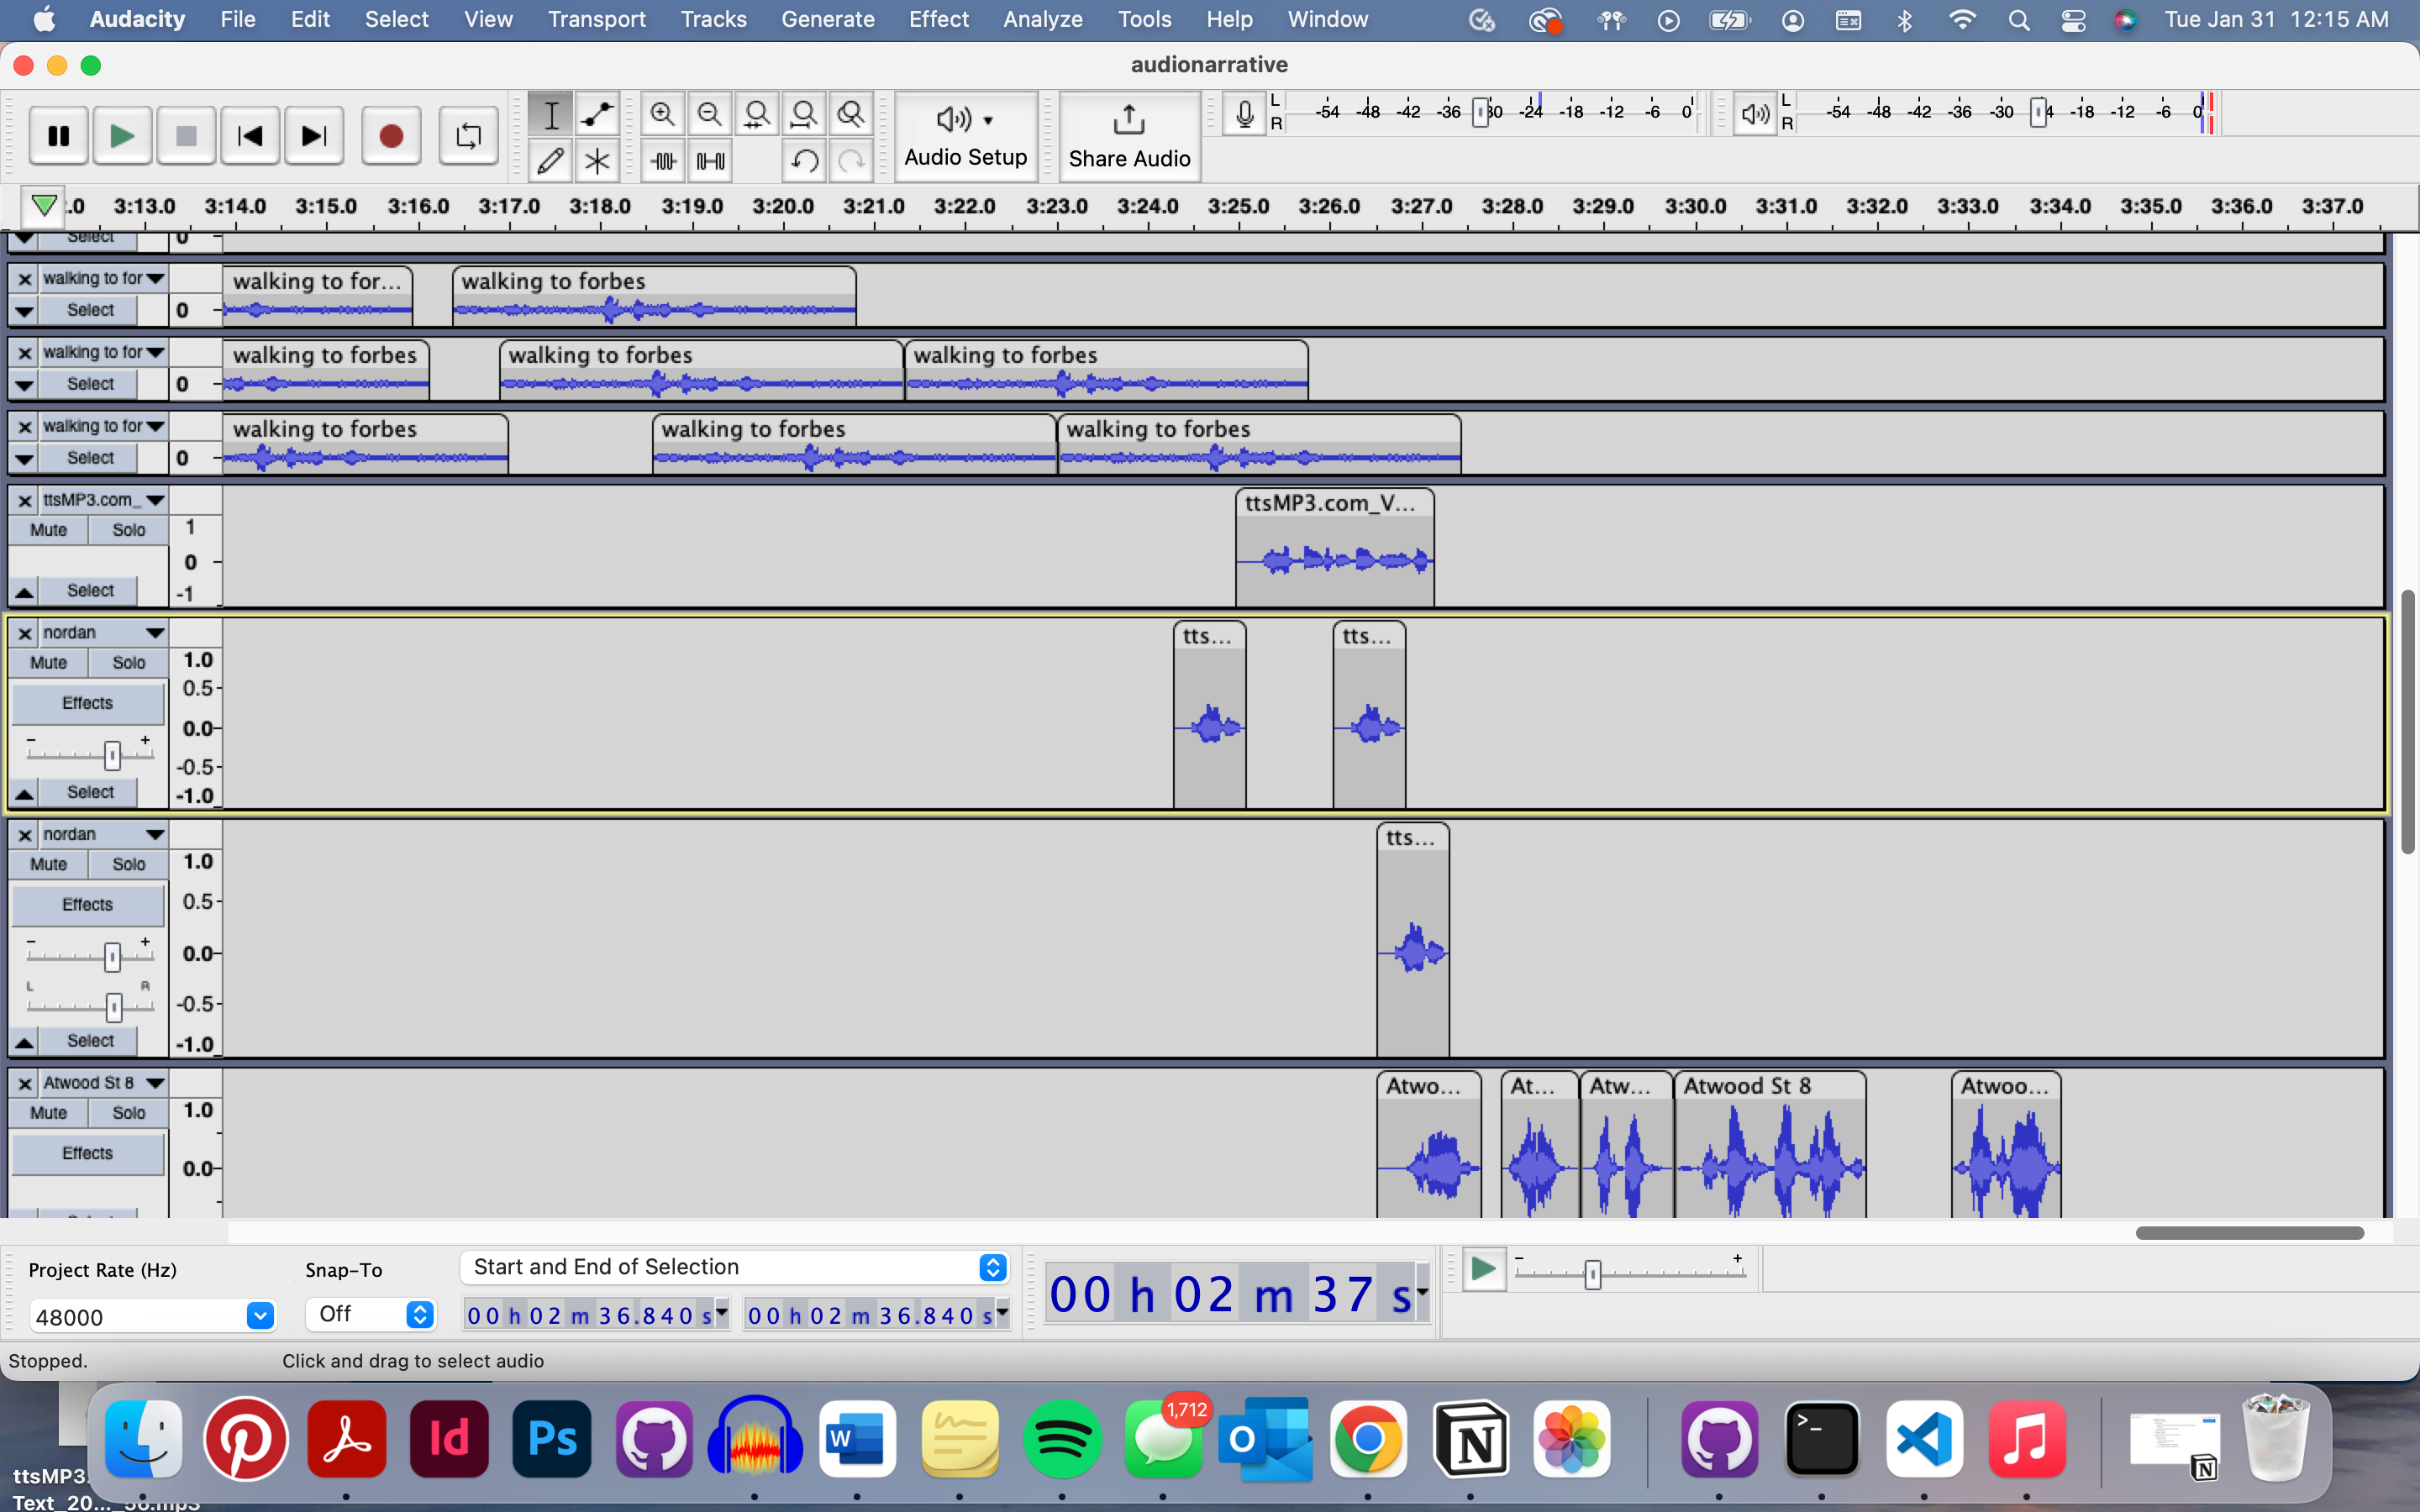 Audacity File Edit Select View Transport Tracks Generate Effect Analyze Tools Help Window Tue Jan 31 12:15 AM
audionarrative
L -54 -48 -42 -36 -30 -24 -18 -12 -6 0 L -54 -48 -42 -36 -30 -18 -12 -6 0
R R
Audio Setup Share Audio
3:13.0 3:14.0 3:15.0 3:16.0 3:17.0 3:18.0 3:19.0 3:20.0 3:21.0 3:22.0 3:23.0 3:24.0 3:25.0 3:26.0 3:27.0 3:28.0 3:29.0 3:30.0 3:31.0 3:32.0 3:33.0 3:34.0 3:35.0 3:36.0 3:37.0
Select 0
walking to for walking to for... walking to forbes
Select 0
walking to for walking to forbes walking to forbes walking to forbes
Select 0
walking to for walking to forbes walking to forbes walking to forbes
Select 0
ttsMP3.com_ ttsMP3.com_V...
Mute Solo 1
0
Select -1
nordan tts... tts...
Mute Solo 1.0
0.5
Effects
0.0
- +
-0.5
Select -1.0
nordan tts...
Mute Solo 1.0
Effects 0.5
- + 0.0
L R
-0.5
Select -1.0
Atwood St 8 Atwo... At... Atw... Atwood St 8 Atwoo...
Mute Solo 1.0
Effects
0.0
Project Rate (Hz) Snap-To Start and End of Selection
48000 Off 00 h 02 m 36.840 s 00 h 02 m 36.840 s 00 h 02 m 37 s - +
Stopped. Click and drag to select audio
1,712
Id Ps W O N
ttsMP3.
Text_20...